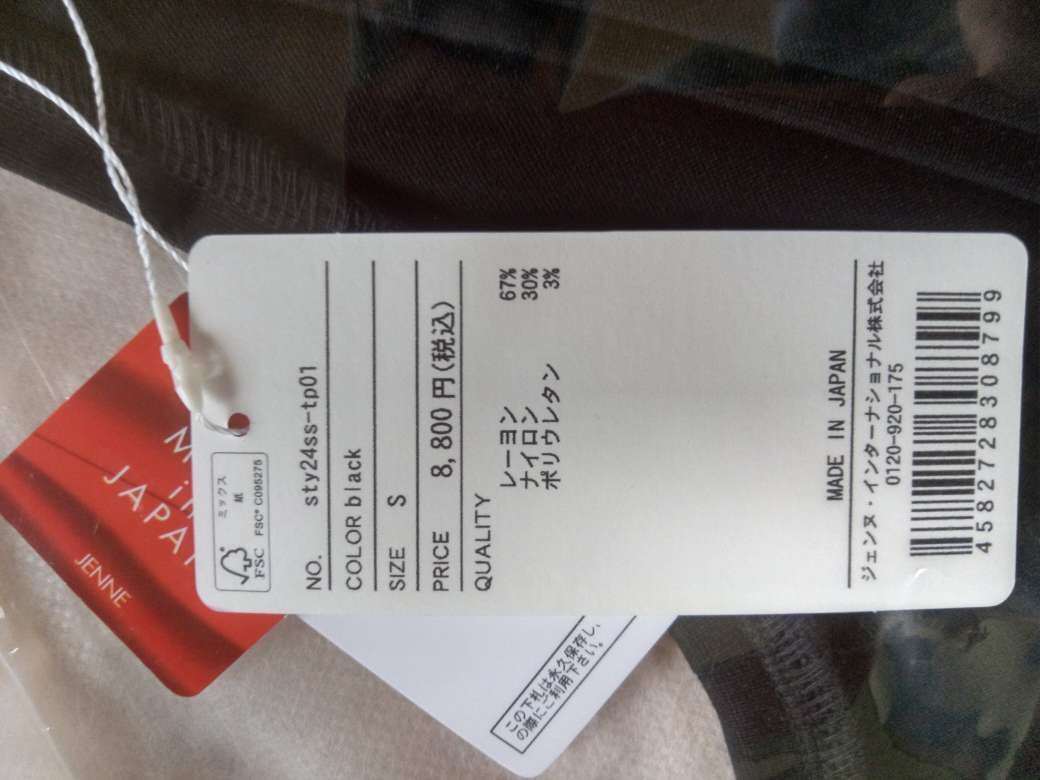 ミックス
紙
FSC® C095275
FSC
NO. sty24ss-tp01
COLOR black
SIZE S
PRICE 8,800円(税込)
QUALITY
レーヨン 67%
ナイロン 30%
ポリウレタン 3%
MADE IN JAPAN
ジェンヌ・インターナショナル株式会社
0120-920-175
4582728308799
JENNE
この下札は永久保存し、
の際にご利用下さい。